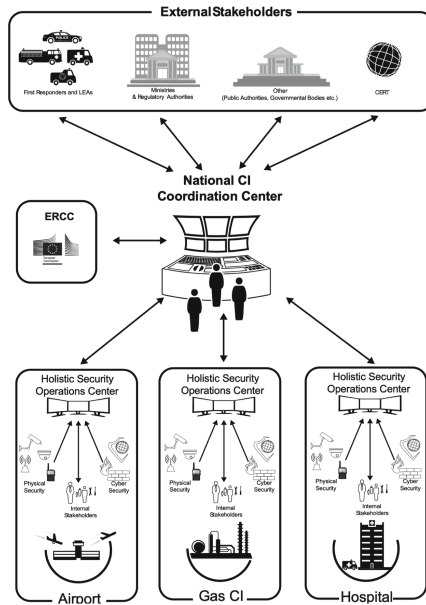 External Stakeholders
POLICE
First Responders and LEAs
Ministries
& Regulatory Authorities
Other
(Public Authorities, Governmental Bodies etc.)
CERT
National CI
Coordination Center
ERCC
European
Commission
Holistic Security
Operations Center
Physical
Security
Cyber
Security
Internal
Stakeholders
Airport
Holistic Security
Operations Center
Physical
Security
Cyber
Security
Internal
Stakeholders
Gas CI
Holistic Security
Operations Center
Physical
Security
Cyber
Security
Internal
Stakeholders
Hospital